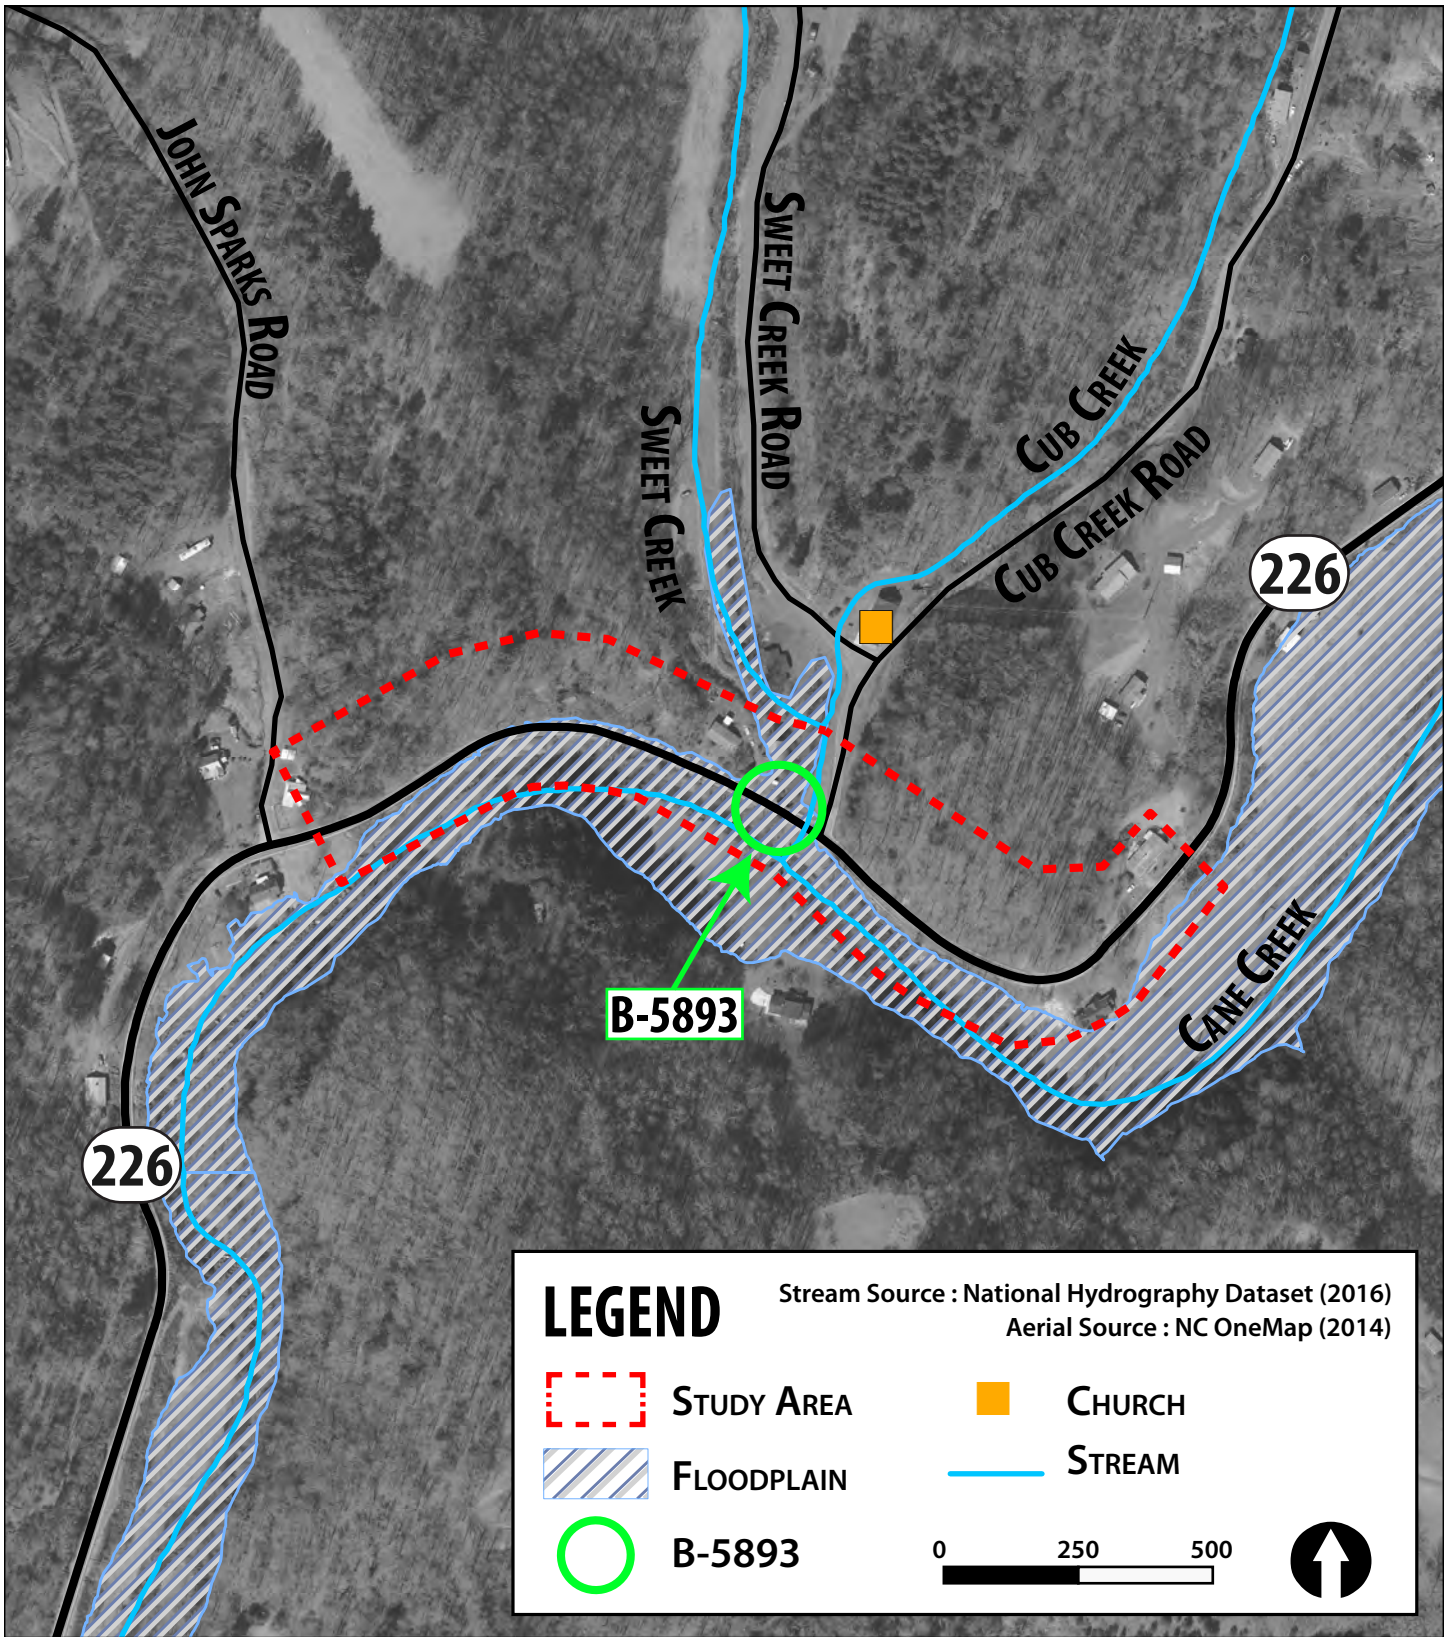 John Sparks Road
Sweet Creek Road
Cub Creek
Sweet Creek
Cub Creek Road
226
B-5893
Cane Creek
226
LEGEND
Stream Source : National Hydrography Dataset (2016)
Aerial Source : NC OneMap (2014)
Study Area
Church
Floodplain
Stream
B-5893
0 250 500